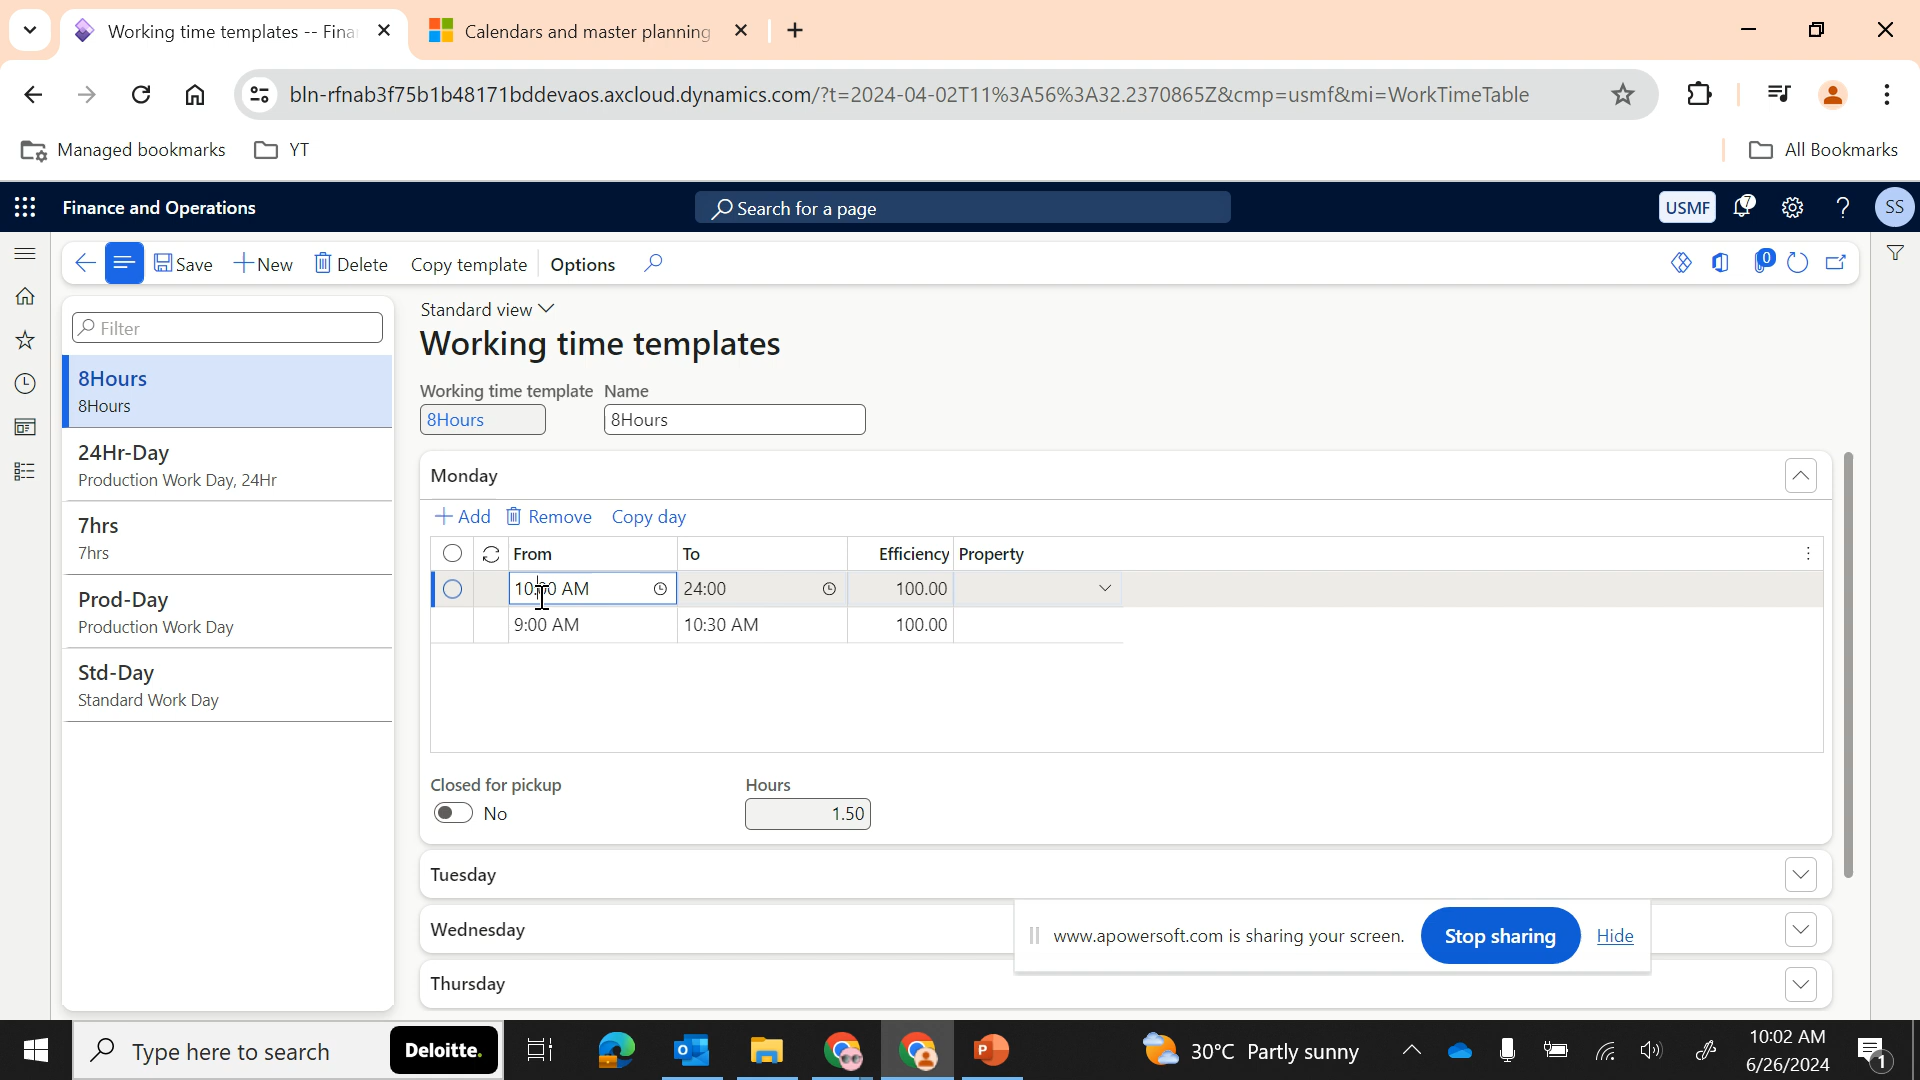 Working time templates -- Fina
Calendars and master planning
bln-rfnab3f75b1b48171bddevaos.axcloud.dynamics.com/?t=2024-04-02T11%3A56%3A32.2370865Z&cmp=usmf&mi=WorkTimeTable
Managed bookmarks
YT
All Bookmarks
Finance and Operations
Search for a page
USMF
7
?
SS
Save
New
Delete
Copy template
Options
0
Filter
8Hours
8Hours
24Hr-Day
Production Work Day, 24Hr
7hrs
7hrs
Prod-Day
Production Work Day
Std-Day
Standard Work Day
Standard view
Working time templates
Working time template Name
8Hours 8Hours
Monday
Add Remove Copy day
From To Efficiency Property
AM 24:00 100.00
9:00 AM 10:30 AM 100.00
Closed for pickup Hours
No 1.50
Tuesday
Wednesday
Thursday
www.apowersoft.com is sharing your screen. Stop sharing Hide
Type here to search
Deloitte.
30°C Partly sunny
10:02 AM
6/26/2024
1